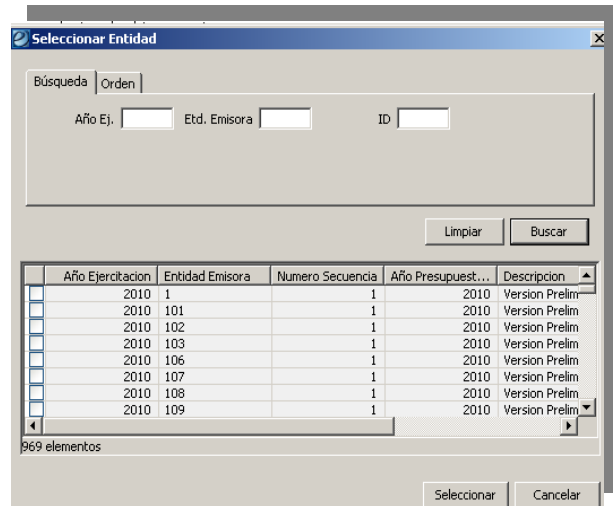 Seleccionar Entidad
Búsqueda Orden
Año Ej. Etd. Emisora ID
Limpiar Buscar
Año Ejercitacion Entidad Emisora Numero Secuencia Año Presupuest... Descripcion
2010 1 1 2010 Version Prelim
2010 101 1 2010 Version Prelim
2010 102 1 2010 Version Prelim
2010 103 1 2010 Version Prelim
2010 106 1 2010 Version Prelim
2010 107 1 2010 Version Prelim
2010 108 1 2010 Version Prelim
2010 109 1 2010 Version Prelim
969 elementos
Seleccionar Cancelar